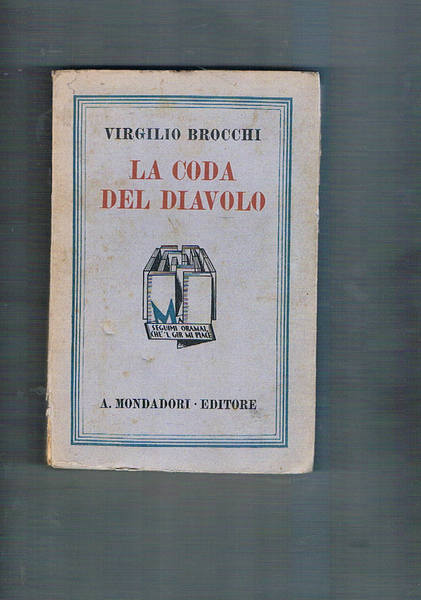 VIRGILIO BROCCHI
LA CODA
DEL DIAVOLO
M
SEGUIMI ORAMAI,
CHE 'L GIR MI PIACE
A. MONDADORI · EDITORE